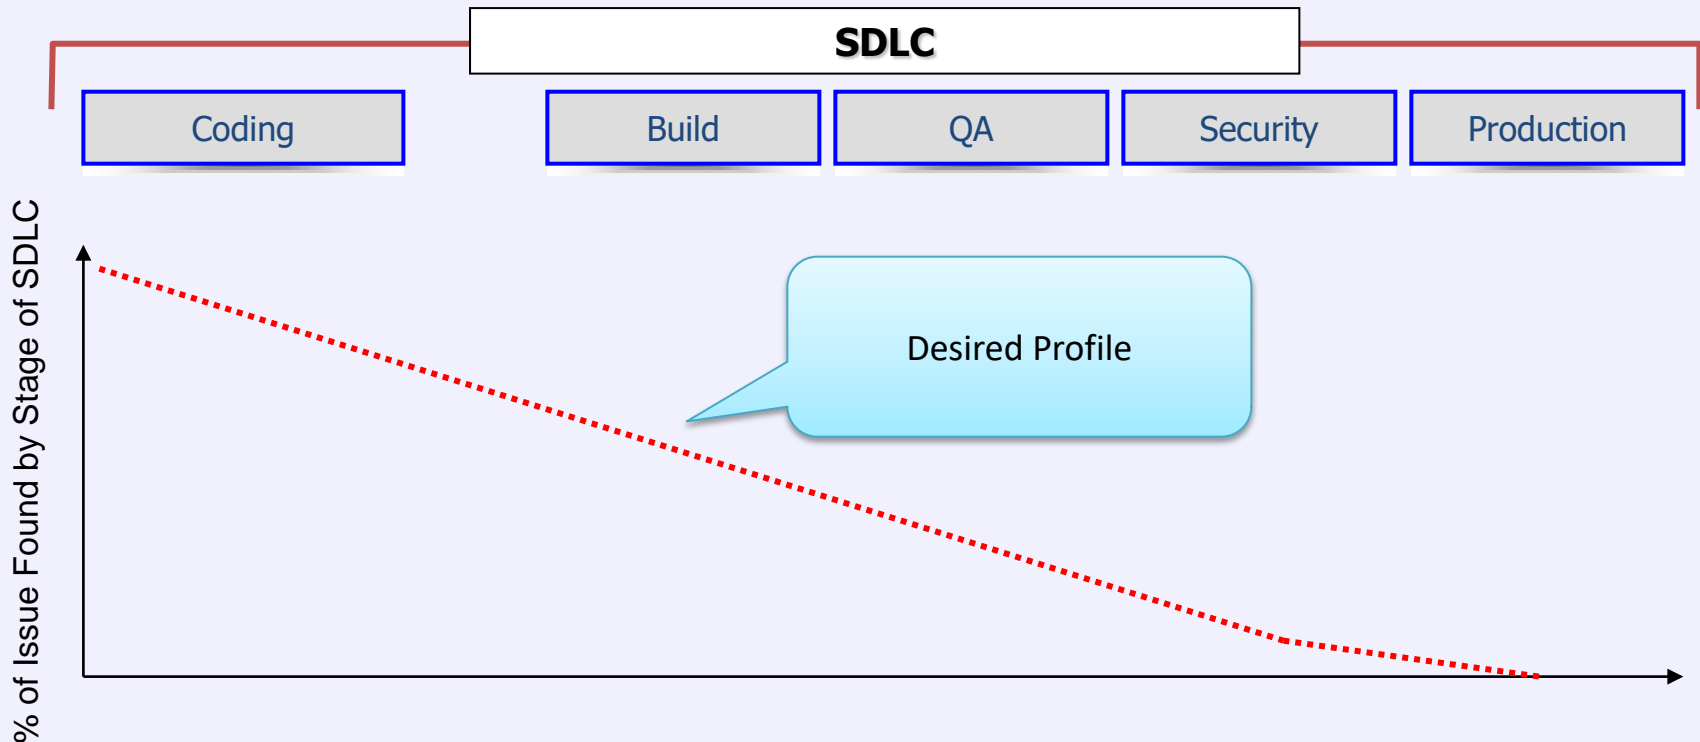 SDLC
Coding
Build
QA
Security
Production
% of Issue Found by Stage of SDLC
Desired Profile